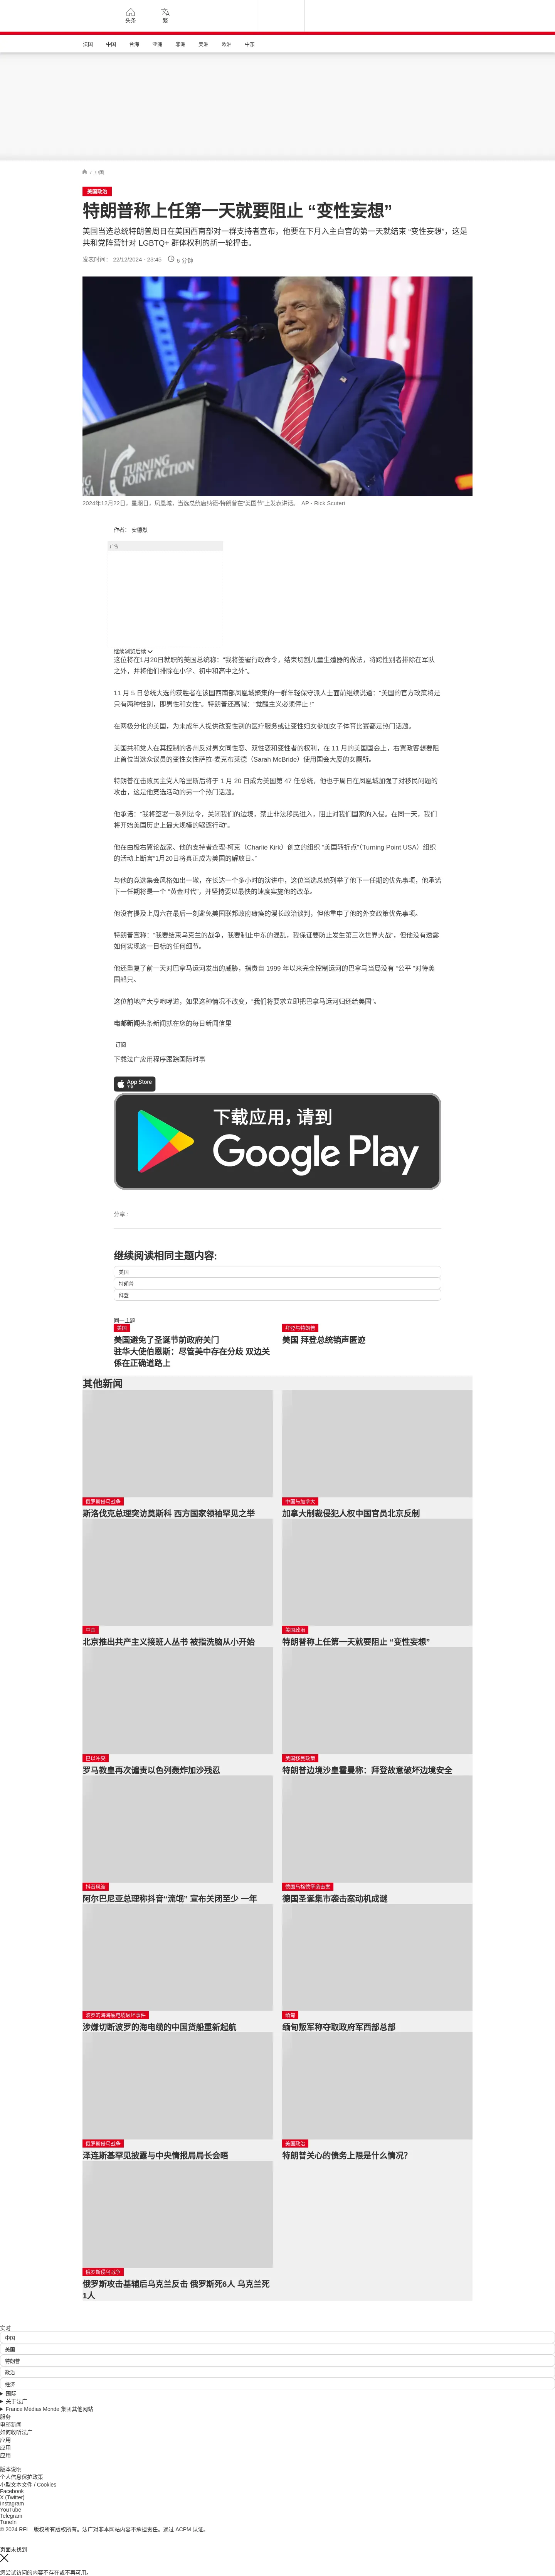 头条
繁
法国
中国
台海
亚洲
非洲
美洲
欧洲
中东
/ 中国
美国政治
特朗普称上任第一天就要阻止 “变性妄想”
美国当选总统特朗普周日在美国西南部对一群支持者宣布，他要在下月入主白宫的第一天就结束 “变性妄想”，这是
共和党阵营针对 LGBTQ+ 群体权利的新一轮抨击。
发表时间： 22/12/2024 - 23:45
6 分钟
TURNING POINT ACTION
2024年12月22日，星期日，凤凰城，当选总统唐纳德-特朗普在“美国节”上发表讲话。 AP - Rick Scuteri
作者： 安德烈
广告
继续浏览后续
这位将在1月20日就职的美国总统称：“我将签署行政命令，结束切割儿童生殖器的做法，将跨性别者排除在军队
之外，并将他们排除在小学、初中和高中之外”。
11 月 5 日总统大选的获胜者在该国西南部凤凰城聚集的一群年轻保守派人士面前继续说道：“美国的官方政策将是
只有两种性别，即男性和女性”。特朗普还高喊：“觉醒主义必须停止 !”
在两极分化的美国，为未成年人提供改变性别的医疗服务或让变性妇女参加女子体育比赛都是热门话题。
美国共和党人在其控制的各州反对男女同性恋、双性恋和变性者的权利，在 11 月的美国国会上，右翼政客想要阻
止首位当选众议员的变性女性萨拉-麦克布莱德（Sarah McBride）使用国会大厦的女厕所。
特朗普在击败民主党人哈里斯后将于 1 月 20 日成为美国第 47 任总统，他也于周日在凤凰城加强了对移民问题的
攻击，这是他竞选活动的另一个热门话题。
他承诺：“我将签署一系列法令，关闭我们的边境，禁止非法移民进入，阻止对我们国家的入侵。在同一天，我们
将开始美国历史上最大规模的驱逐行动”。
他在由极右翼论战家、他的支持者查理-柯克（Charlie Kirk）创立的组织 “美国转折点”(Turning Point USA）组织
的活动上断言“1月20日将真正成为美国的解放日。”
与他的竞选集会风格如出一辙，在长达一个多小时的演讲中，这位当选总统列举了他下一任期的优先事项，他承诺
下一任期将是一个 “黄金时代”，并坚持要以最快的速度实施他的改革。
他没有提及上周六在最后一刻避免美国联邦政府瘫痪的漫长政治谈判，但他重申了他的外交政策优先事项。
特朗普宣称：“我要结束乌克兰的战争，我要制止中东的混乱，我保证要防止发生第三次世界大战”，但他没有透露
如何实现这一目标的任何细节。
他还重复了前一天对巴拿马运河发出的威胁，指责自 1999 年以来完全控制运河的巴拿马当局没有 “公平 ”对待美
国船只。
这位前地产大亨咆哮道，如果这种情况不改变，“我们将要求立即把巴拿马运河归还给美国”。
电邮新闻头条新闻就在您的每日新闻信里
订阅
下载法广应用程序跟踪国际时事
App Store
下载
下载应用，请到
Google Play
分享 :
继续阅读相同主题内容:
美国
特朗普
拜登
同一主题
美国
美国避免了圣诞节前政府关门
驻华大使伯恩斯：尽管美中存在分歧 双边关
係在正确道路上
拜登与特朗普
美国 拜登总统销声匿迹
其他新闻
俄罗斯侵乌战争
斯洛伐克总理突访莫斯科 西方国家领袖罕见之举
中国与加拿大
加拿大制裁侵犯人权中国官员北京反制
中国
北京推出共产主义接班人丛书 被指洗脑从小开始
美国政治
特朗普称上任第一天就要阻止 “变性妄想”
巴以冲突
罗马教皇再次谴责以色列轰炸加沙残忍
美国移民政策
特朗普边境沙皇霍曼称：拜登故意破坏边境安全
抖音风波
阿尔巴尼亚总理称抖音“流氓” 宣布关闭至少 一年
德国马格德堡袭击案
德国圣诞集市袭击案动机成谜
波罗的海海底电缆破坏事件
涉嫌切断波罗的海电缆的中国货船重新起航
缅甸
缅甸叛军称夺取政府军西部总部
俄罗斯侵乌战争
泽连斯基罕见披露与中央情报局局长会晤
美国政治
特朗普关心的债务上限是什么情况？
俄罗斯侵乌战争
俄罗斯攻击基辅后乌克兰反击 俄罗斯死6人 乌克兰死
1人
实时
中国
美国
特朗普
政治
经济
国际
关于法广
France Médias Monde 集团其他网站
服务
电邮新闻
如何收听法广
应用
应用
应用
版本说明
个人信息保护政策
小型文本文件 / Cookies
Facebook
X (Twitter)
Instagram
YouTube
Telegram
TuneIn
© 2024 RFI – 版权所有版权所有。法广对非本网站内容不承担责任。通过 ACPM 认证。
页面未找到
您尝试访问的内容不存在或不再可用。